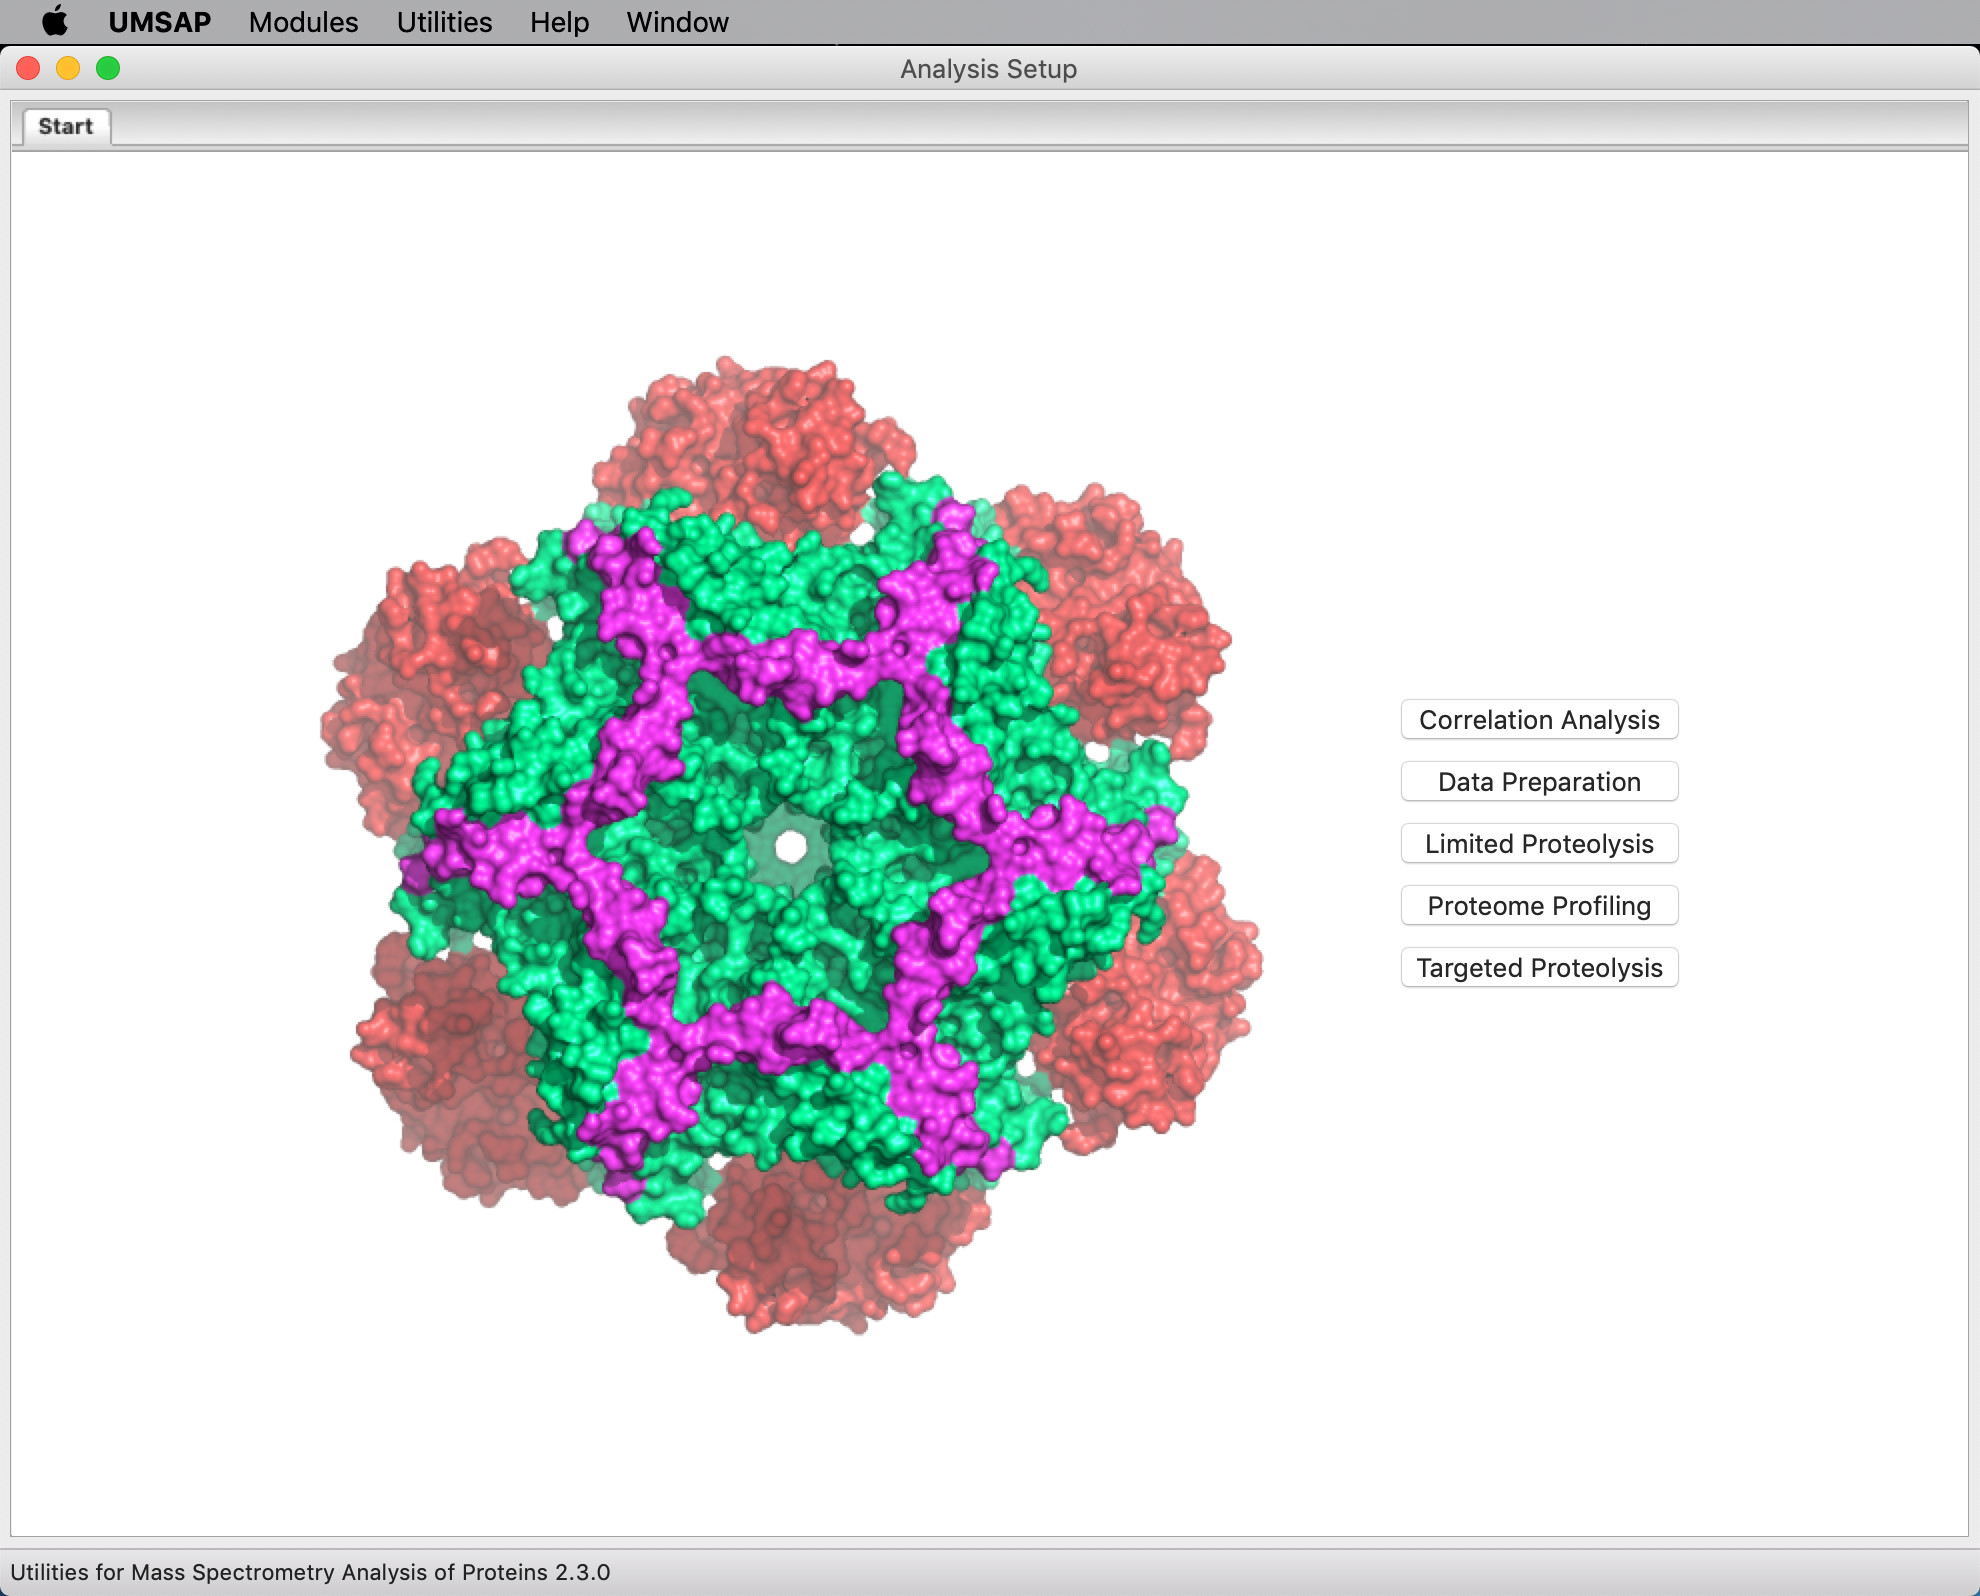 UMSAP Modules Utilities Help Window
Analysis Setup
Start
Correlation Analysis
Data Preparation
Limited Proteolysis
Proteome Profiling
Targeted Proteolysis
Utilities for Mass Spectrometry Analysis of Proteins 2.3.0